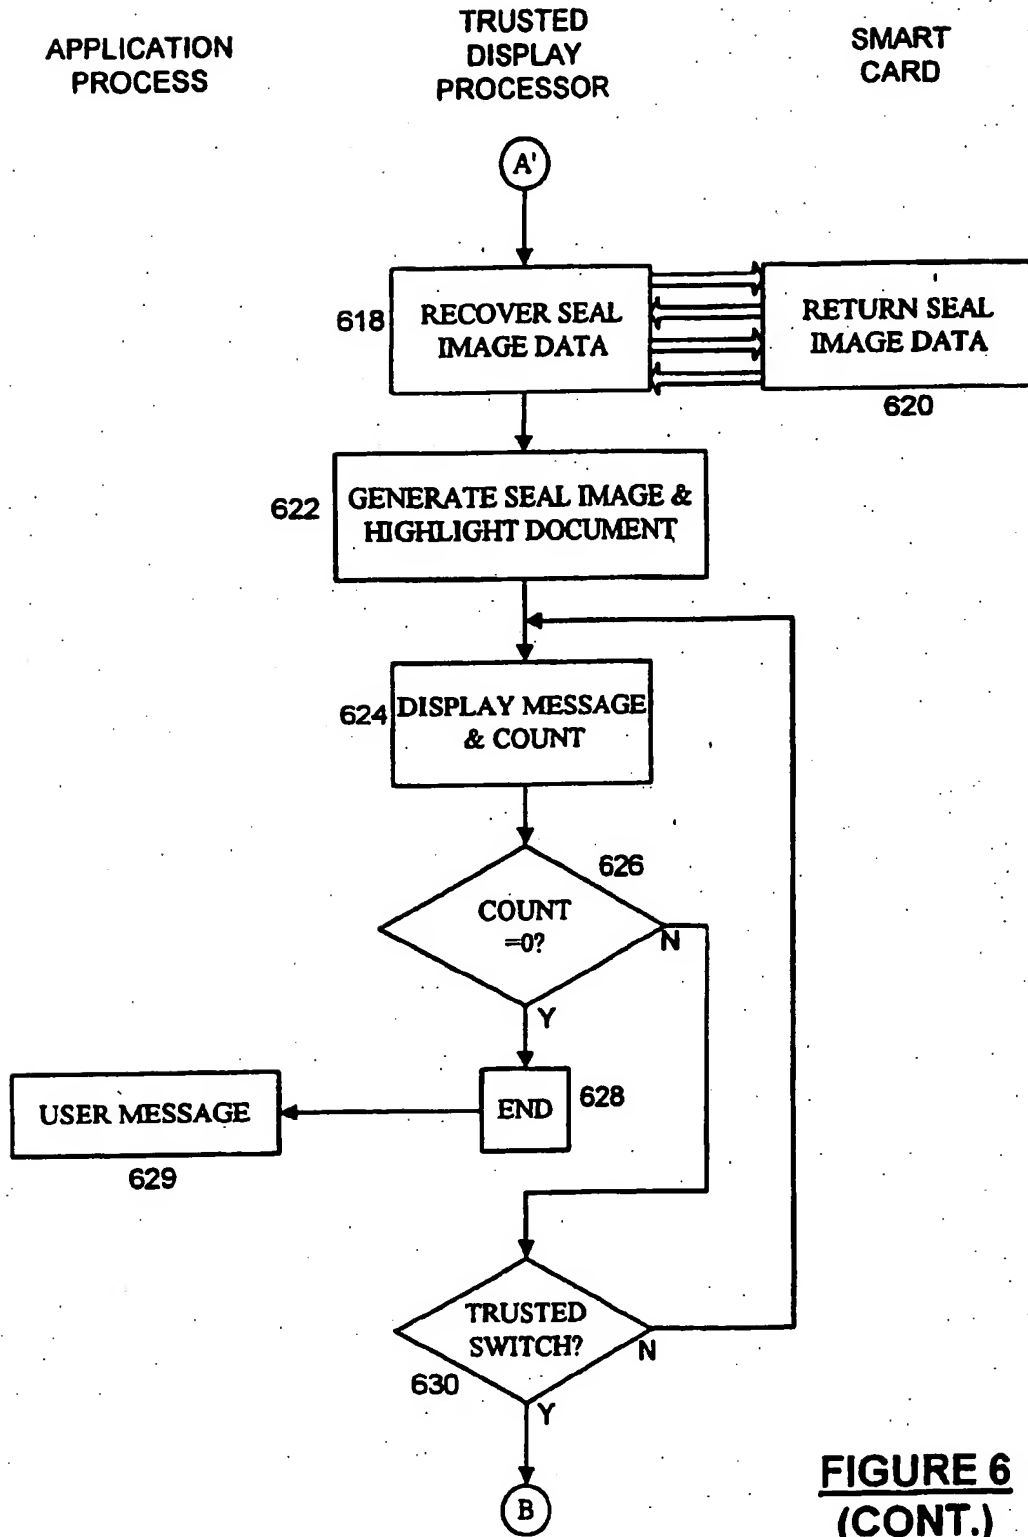 APPLICATION
PROCESS
TRUSTED
DISPLAY
PROCESSOR
SMART
CARD
A'
618
RECOVER SEAL
IMAGE DATA
RETURN SEAL
IMAGE DATA
620
622
GENERATE SEAL IMAGE &
HIGHLIGHT DOCUMENT
624
DISPLAY MESSAGE
& COUNT
626
COUNT
=0?
N
Y
USER MESSAGE
629
END
628
TRUSTED
SWITCH?
N
630
Y
B
FIGURE 6
(CONT.)